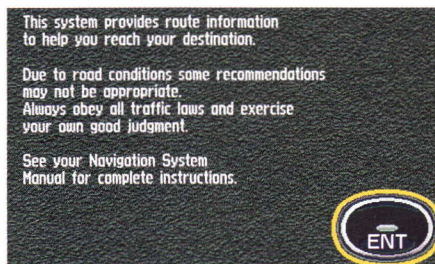 This system provides route information
to help you reach your destination.
Due to road conditions some recommendations
may not be appropriate.
Always obey all traffic laws and exercise
your own good judgment.
See your Navigation System
Manual for complete instructions.
ENT